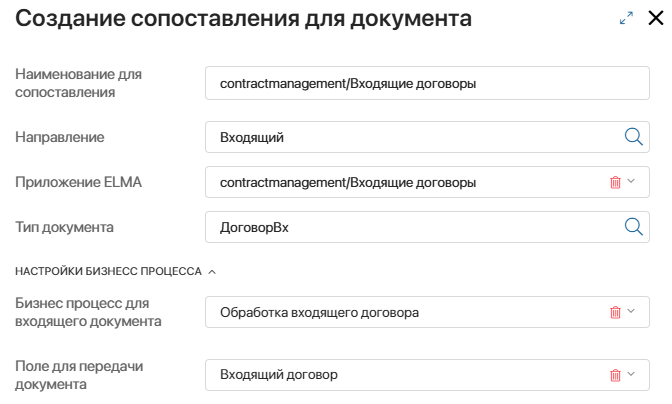 Создание сопоставления для документа
Наименование для
сопоставления
contractmanagement/Входящие договоры
Направление
Входящий
Приложение ELMA
contractmanagement/Входящие договоры
Тип документа
ДоговорВх
НАСТРОЙКИ БИЗНЕСС ПРОЦЕССА
Бизнес процесс для
входящего документа
Обработка входящего договора
Поле для передачи
документа
Входящий договор